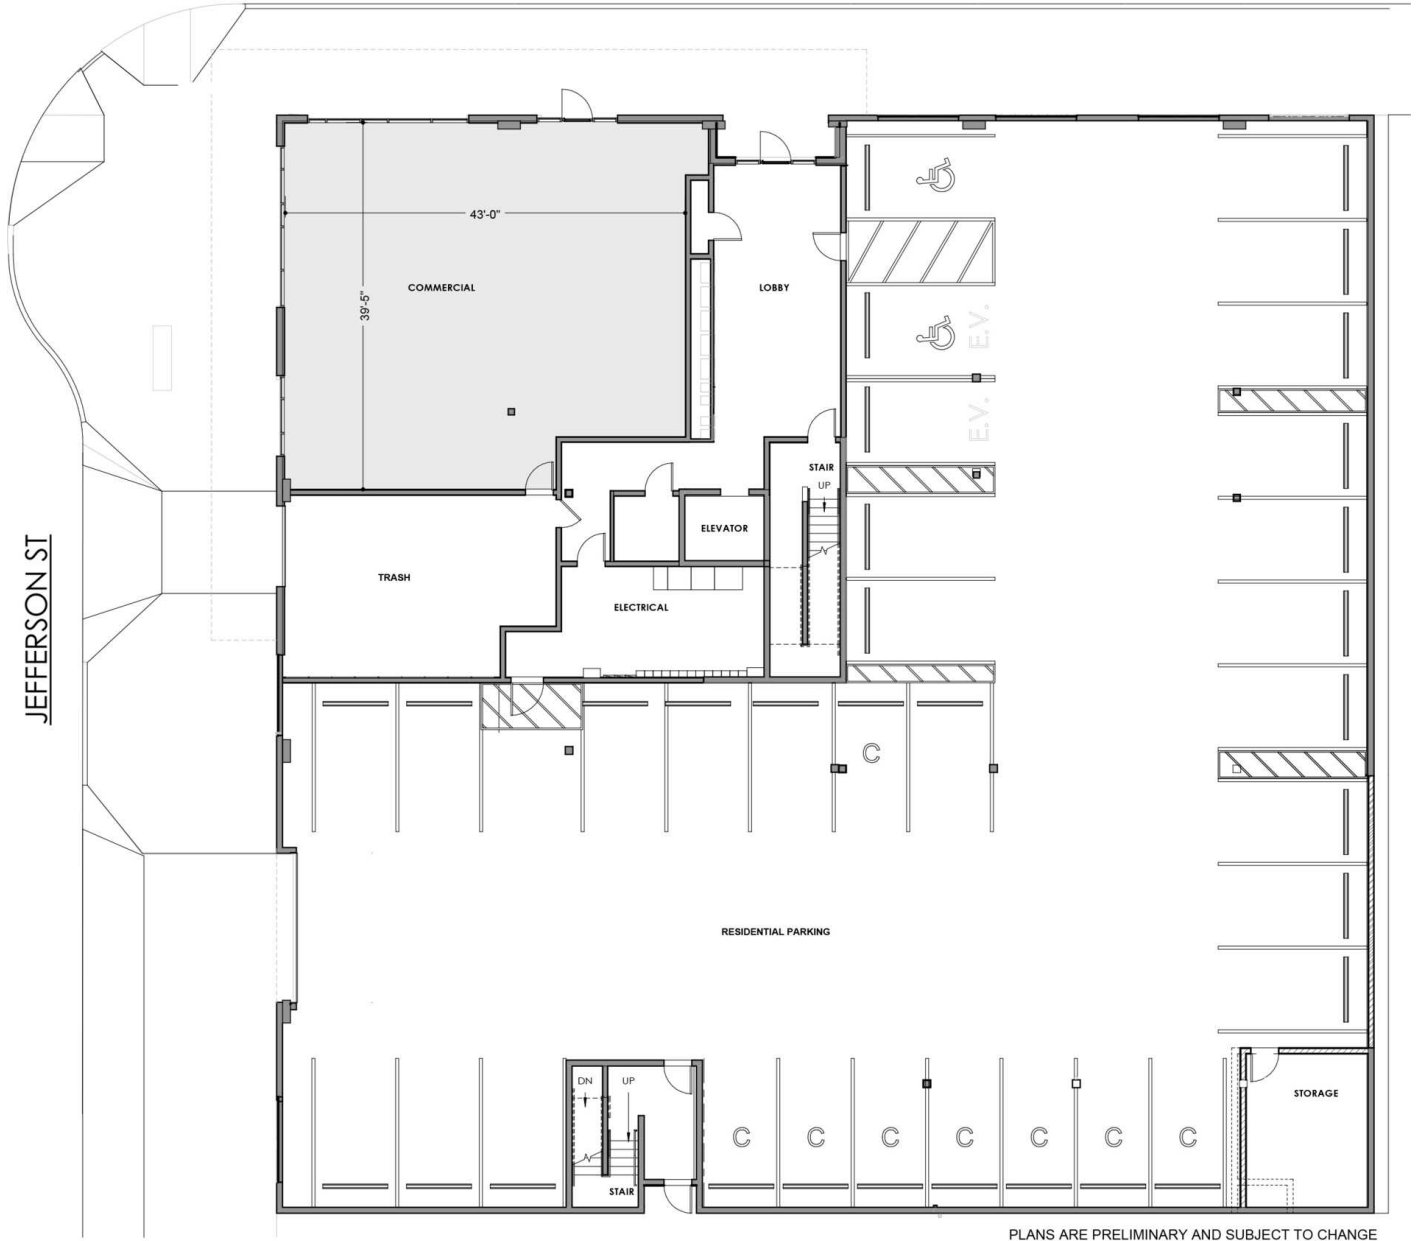 43'-0"
COMMERCIAL
39'-5"
LOBBY
E.V.
E.V.
STAIR
UP
ELEVATOR
TRASH
ELECTRICAL
JEFFERSON ST
C
RESIDENTIAL PARKING
DN
UP
STAIR
C C C C C C C
STORAGE
PLANS ARE PRELIMINARY AND SUBJECT TO CHANGE